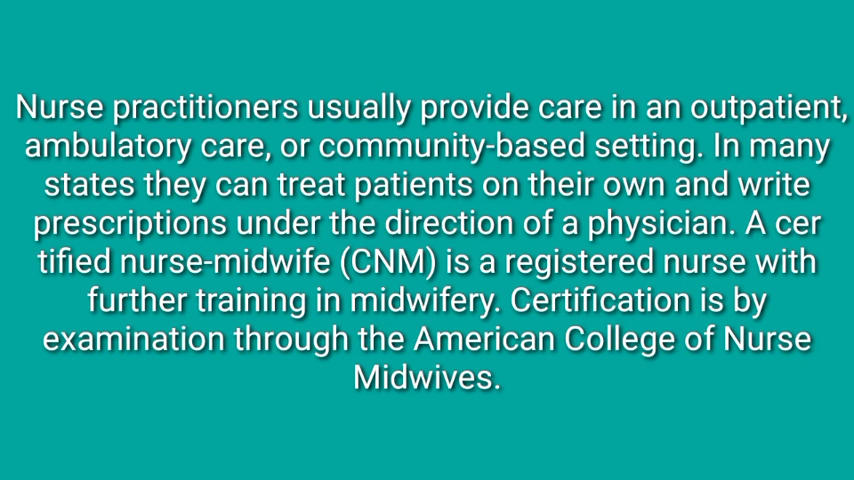 Nurse practitioners usually provide care in an outpatient,
ambulatory care, or community-based setting. In many
states they can treat patients on their own and write
prescriptions under the direction of a physician. A cer
tified nurse-midwife (CNM) is a registered nurse with
further training in midwifery. Certification is by
examination through the American College of Nurse
Midwives.